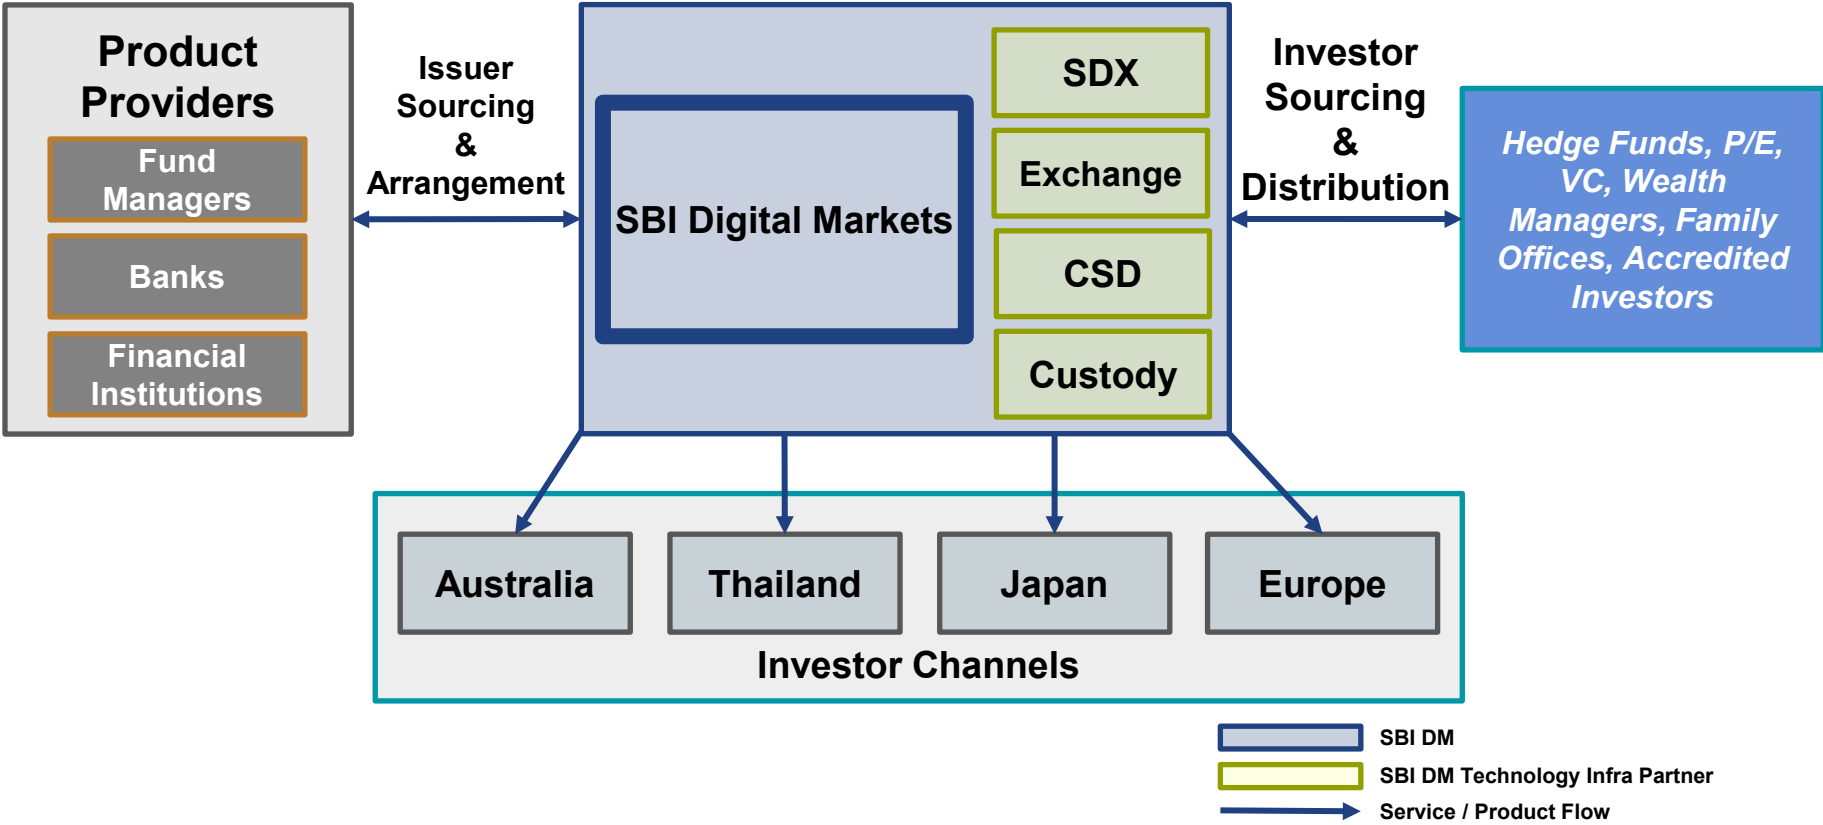 Product
Providers
Fund
Managers
Banks
Financial
Institutions
Issuer
Sourcing
&
Arrangement
SBI Digital Markets
SDX
Exchange
CSD
Custody
Investor
Sourcing
&
Distribution
Hedge Funds, P/E,
VC, Wealth
Managers, Family
Offices, Accredited
Investors
Australia
Thailand
Japan
Europe
Investor Channels
SBI DM
SBI DM Technology Infra Partner
Service / Product Flow